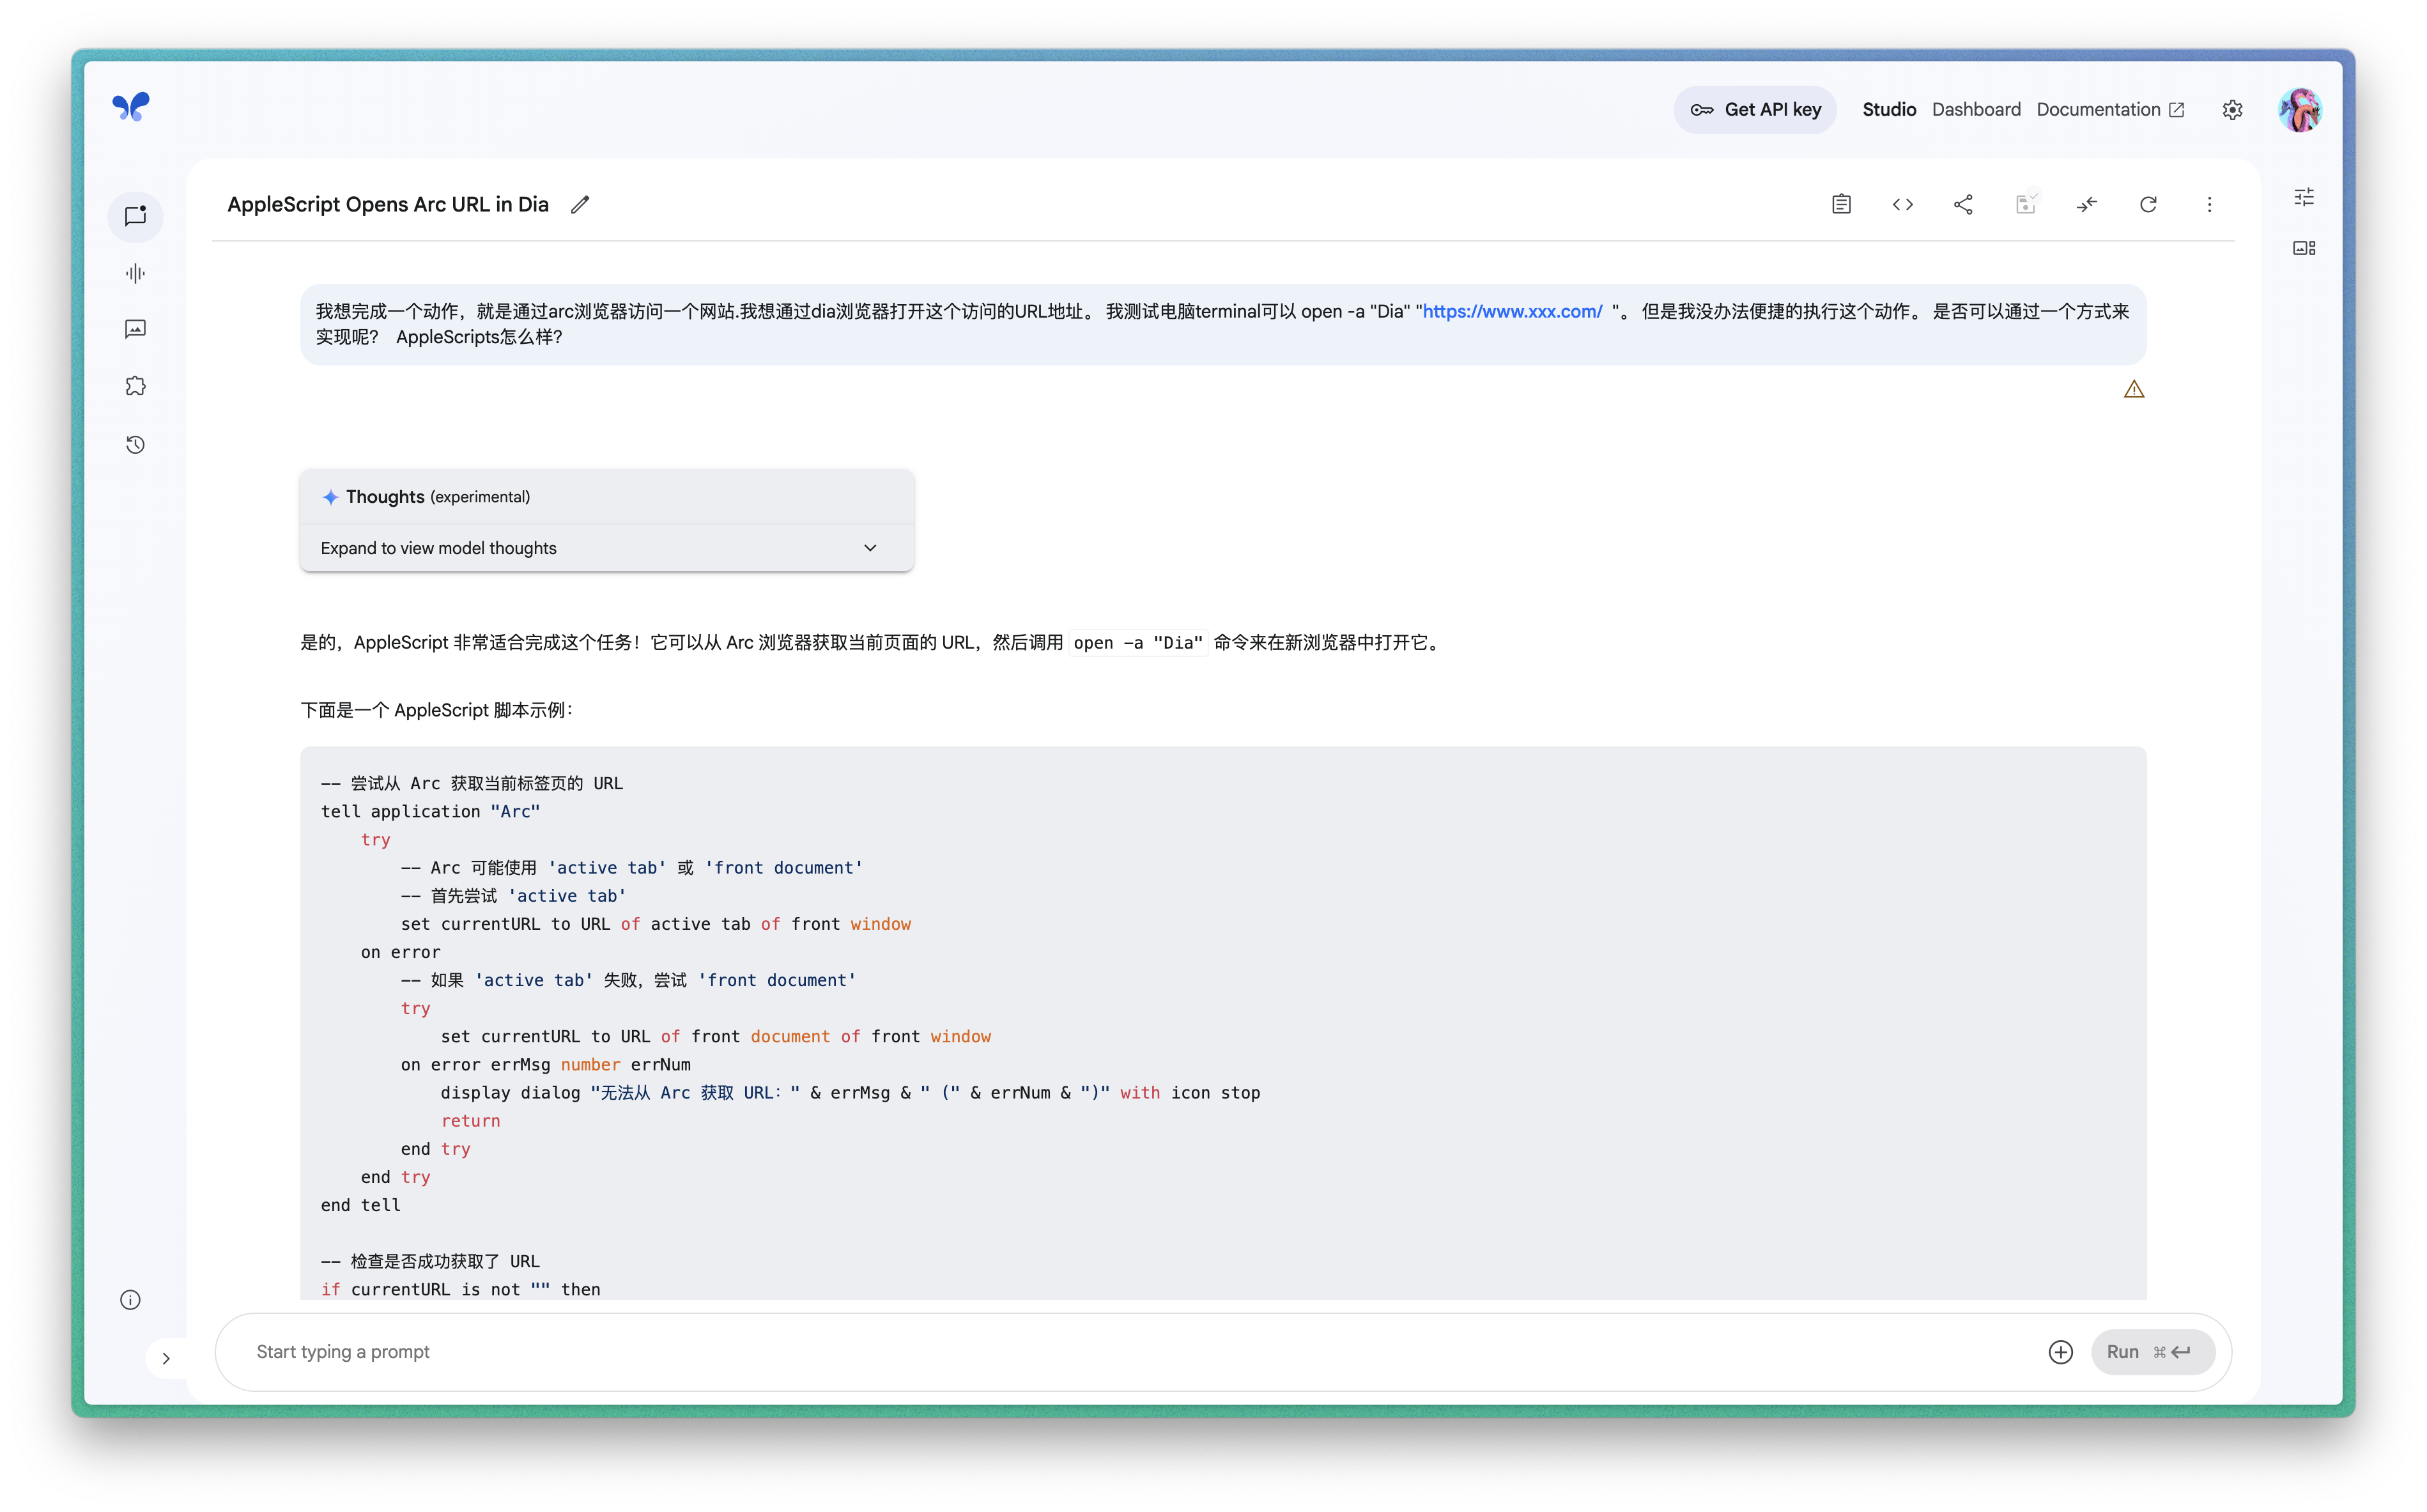 Get API key
Studio
Dashboard
Documentation
AppleScript Opens Arc URL in Dia
我想完成一个动作，就是通过arc浏览器访问一个网站.我想通过dia浏览器打开这个访问的URL地址。 我测试电脑terminal可以 open -a "Dia" "https://www.xxx.com/ "。 但是我没办法便捷的执行这个动作。 是否可以通过一个方式来
实现呢？ AppleScripts怎么样？
Thoughts (experimental)
Expand to view model thoughts
是的，AppleScript 非常适合完成这个任务！它可以从 Arc 浏览器获取当前页面的 URL，然后调用 open -a "Dia" 命令来在新浏览器中打开它。
下面是一个 AppleScript 脚本示例：
-- 尝试从 Arc 获取当前标签页的 URL
tell application "Arc"
    try
        -- Arc 可能使用 'active tab' 或 'front document'
        -- 首先尝试 'active tab'
        set currentURL to URL of active tab of front window
    on error
        -- 如果 'active tab' 失败，尝试 'front document'
        try
            set currentURL to URL of front document of front window
        on error errMsg number errNum
            display dialog "无法从 Arc 获取 URL：" & errMsg & " (" & errNum & ")" with icon stop
            return
        end try
    end try
end tell
-- 检查是否成功获取了 URL
if currentURL is not "" then
Start typing a prompt
Run ⌘↵